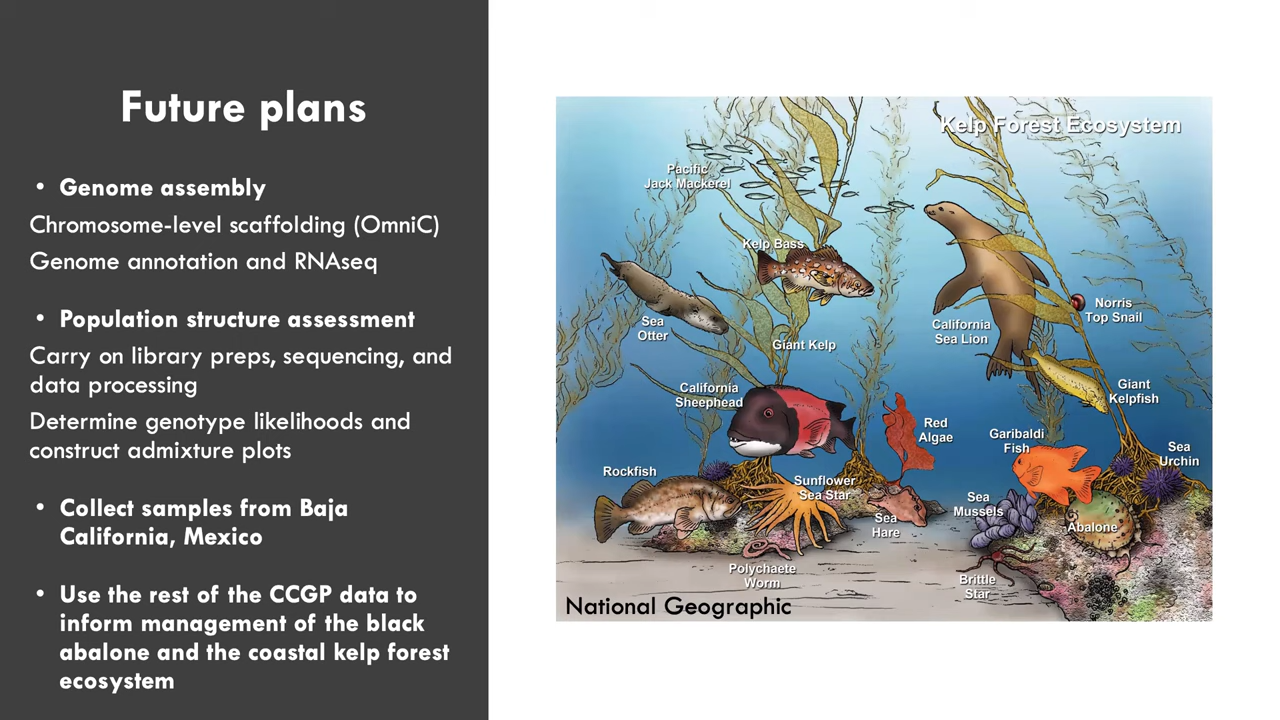 Future plans
• Genome assembly
Chromosome-level scaffolding (OmniC)
Genome annotation and RNAseq
• Population structure assessment
Carry on library preps, sequencing, and
data processing
Determine genotype likelihoods and
construct admixture plots
• Collect samples from Baja
California, Mexico
• Use the rest of the CCGP data to
inform management of the black
abalone and the coastal kelp forest
ecosystem
Kelp Forest Ecosystem
Pacific
Jack Mackerel
Kelp Bass
Sea
Otter
Giant Kelp
California
Sea Lion
Norris
Top Snail
California
Sheephead
Giant
Kelpfish
Red
Algae
Garibaldi
Fish
Sea
Urchin
Rockfish
Sunflower
Sea Star
Sea
Hare
Sea
Mussels
Abalone
Polychaete
Worm
Brittle
Star
National Geographic